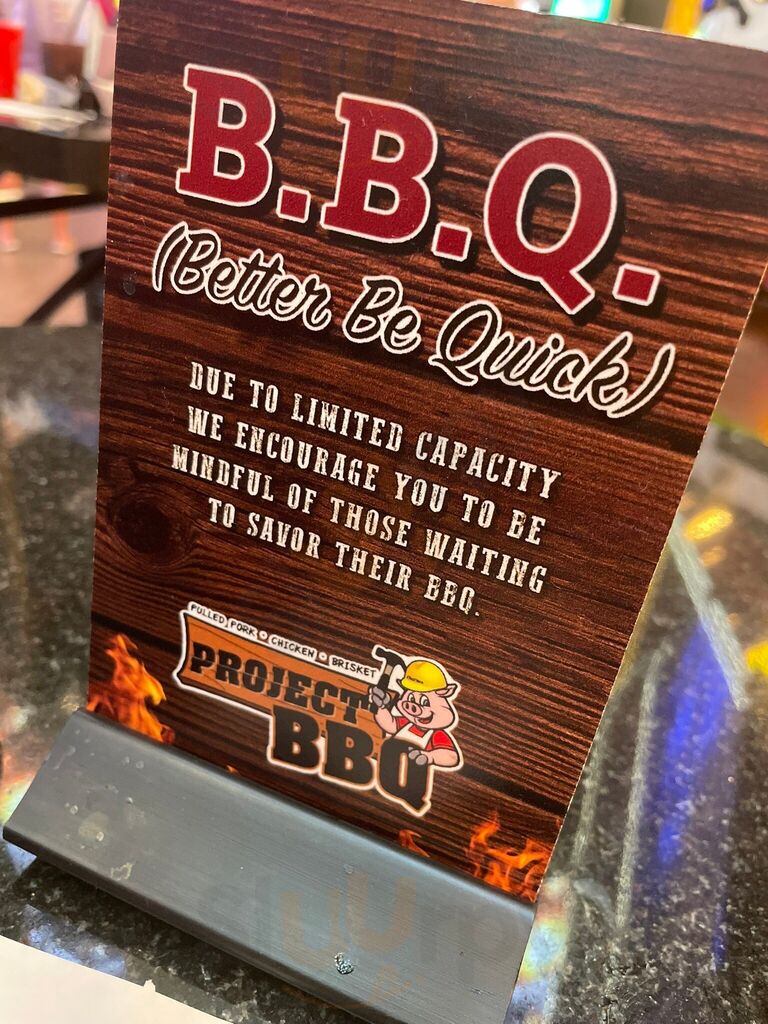 B.B.Q.
(Better Be Quick)
DUE TO LIMITED CAPACITY
WE ENCOURAGE YOU TO BE
MINDFUL OF THOSE WAITING
TO SAVOR THEIR BBQ.
PULLED PORK • CHICKEN • BRISKET
PROJECT
BBQ